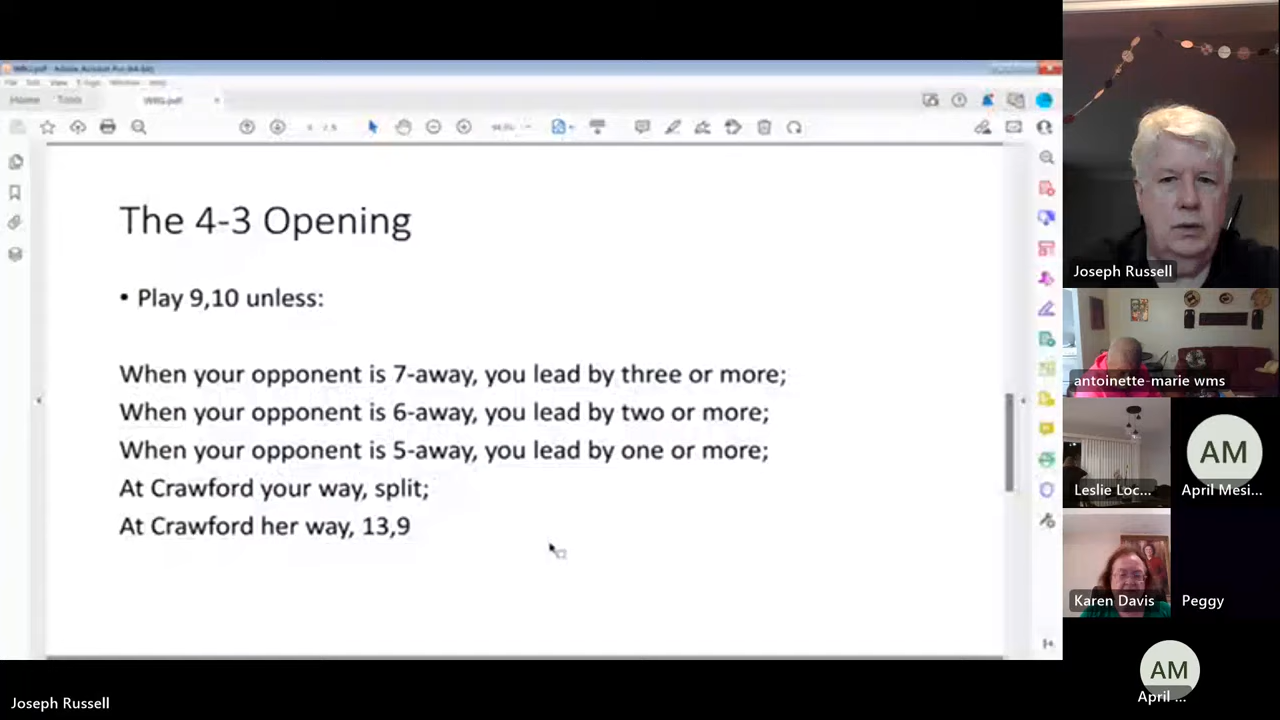 Home
Tools
The 4-3 Opening
• Play 9,10 unless:
When your opponent is 7-away, you lead by three or more;
When your opponent is 6-away, you lead by two or more;
When your opponent is 5-away, you lead by one or more;
At Crawford your way, split;
At Crawford her way, 13,9
Joseph Russell
antoinette-marie wms
Leslie Loc...
AM
April Mesi...
Karen Davis
Peggy
AM
April ...
Joseph Russell